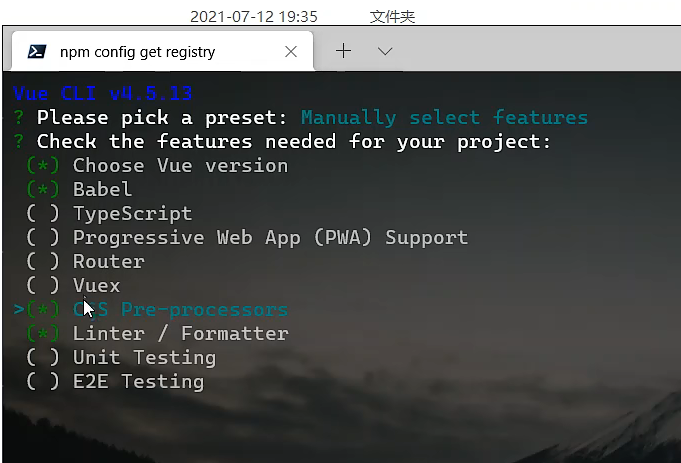 2021-07-12 19:35 文件夹
npm config get registry
Vue CLI v4.5.13
? Please pick a preset: Manually select features
? Check the features needed for your project:
(*) Choose Vue version
(*) Babel
( ) TypeScript
( ) Progressive Web App (PWA) Support
( ) Router
( ) Vuex
>(*) CSS Pre-processors
(*) Linter / Formatter
( ) Unit Testing
( ) E2E Testing